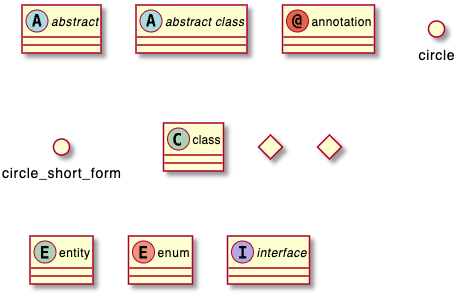 A abstract
A abstract class
@ annotation
circle
circle_short_form
C class
E entity
E enum
I interface